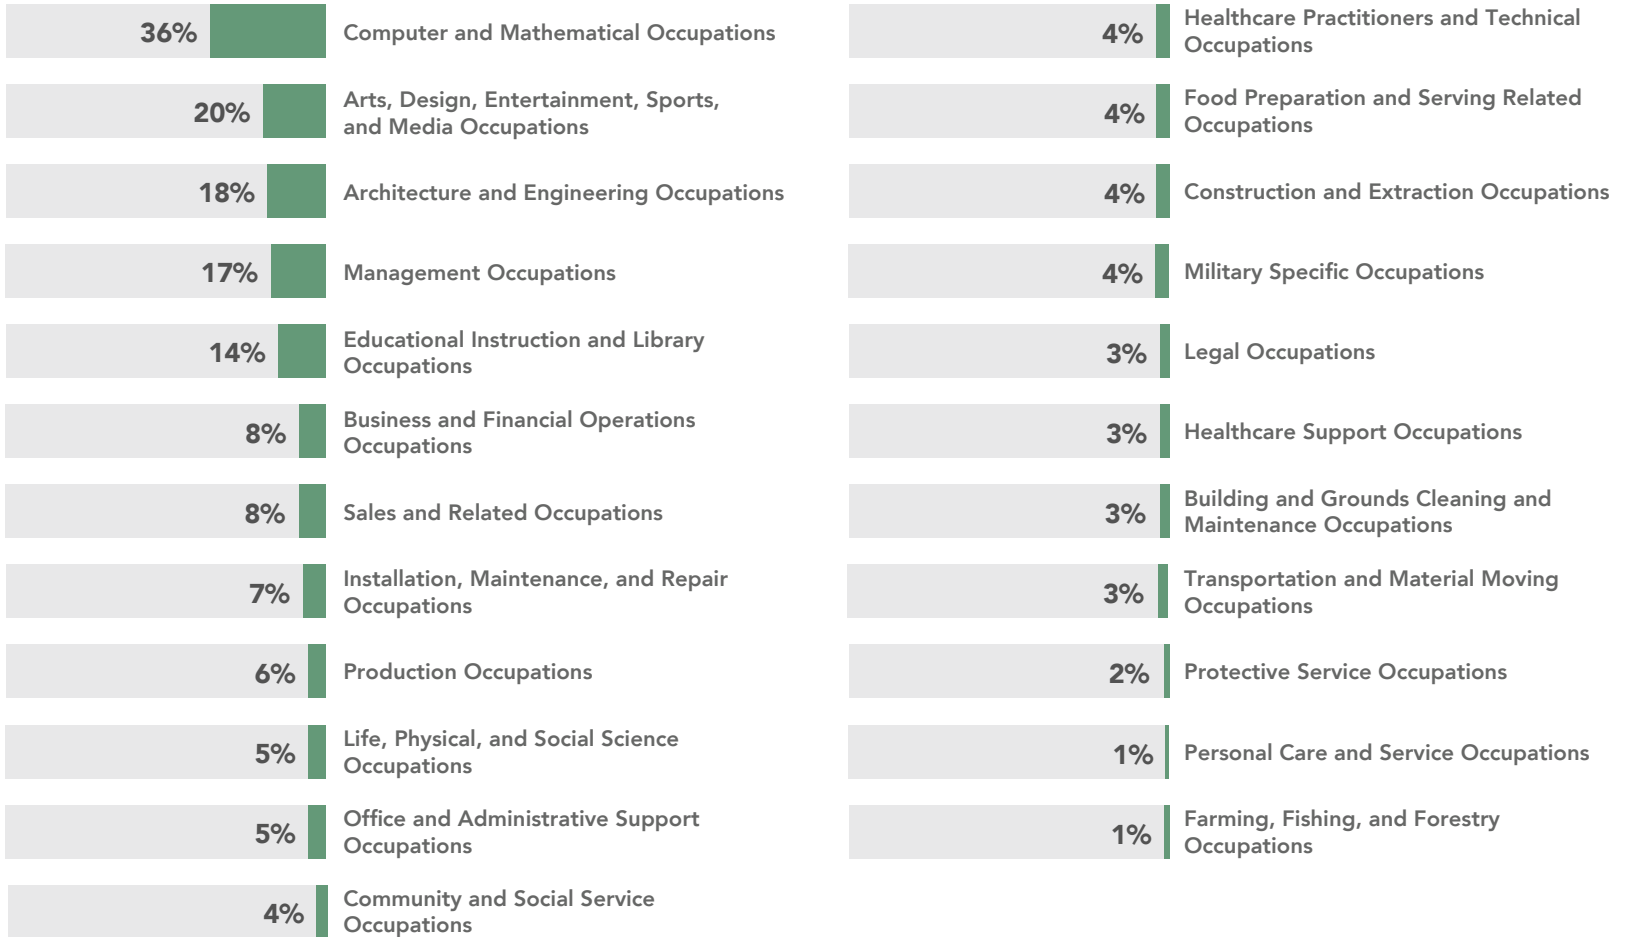 36%
Computer and Mathematical Occupations
20%
Arts, Design, Entertainment, Sports,
and Media Occupations
18%
Architecture and Engineering Occupations
17%
Management Occupations
14%
Educational Instruction and Library
Occupations
8%
Business and Financial Operations
Occupations
8%
Sales and Related Occupations
7%
Installation, Maintenance, and Repair
Occupations
6%
Production Occupations
5%
Life, Physical, and Social Science
Occupations
5%
Office and Administrative Support
Occupations
4%
Community and Social Service
Occupations
4%
Healthcare Practitioners and Technical
Occupations
4%
Food Preparation and Serving Related
Occupations
4%
Construction and Extraction Occupations
4%
Military Specific Occupations
3%
Legal Occupations
3%
Healthcare Support Occupations
3%
Building and Grounds Cleaning and
Maintenance Occupations
3%
Transportation and Material Moving
Occupations
2%
Protective Service Occupations
1%
Personal Care and Service Occupations
1%
Farming, Fishing, and Forestry
Occupations